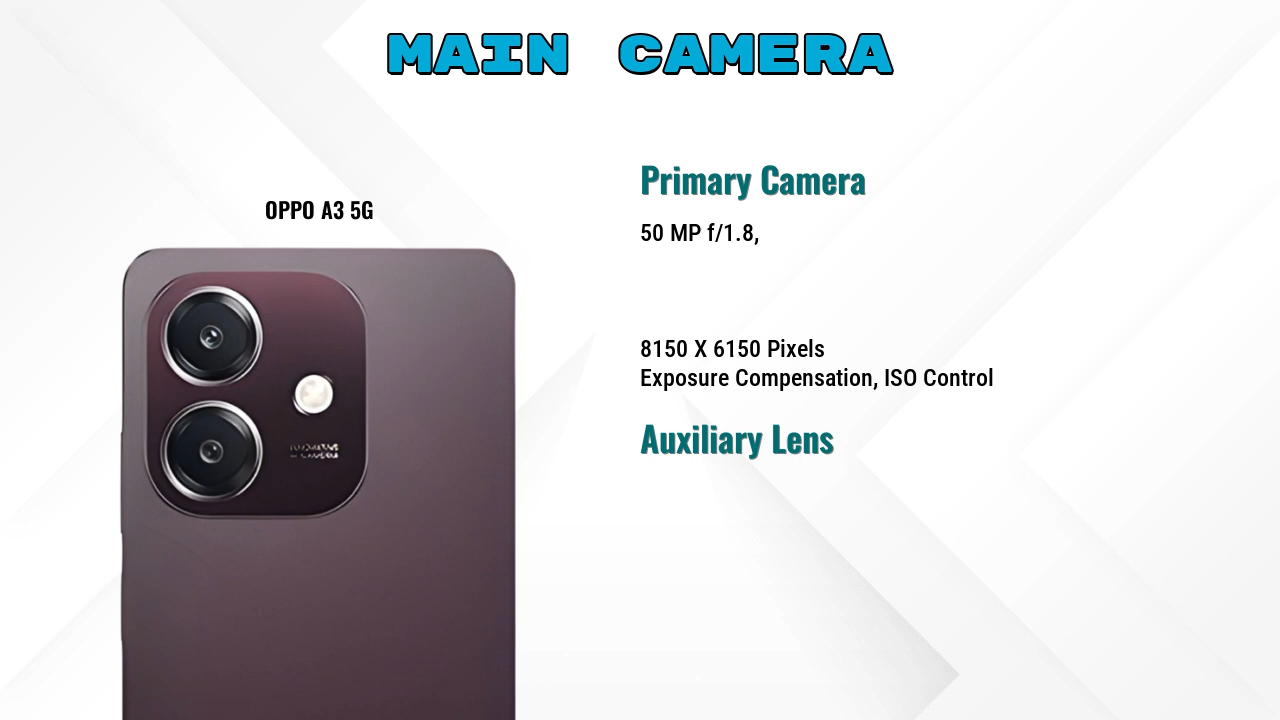 MAIN CAMERA
Primary Camera
OPPO A3 5G
50 MP f/1.8,
8150 X 6150 Pixels
Exposure Compensation, ISO Control
Auxiliary Lens